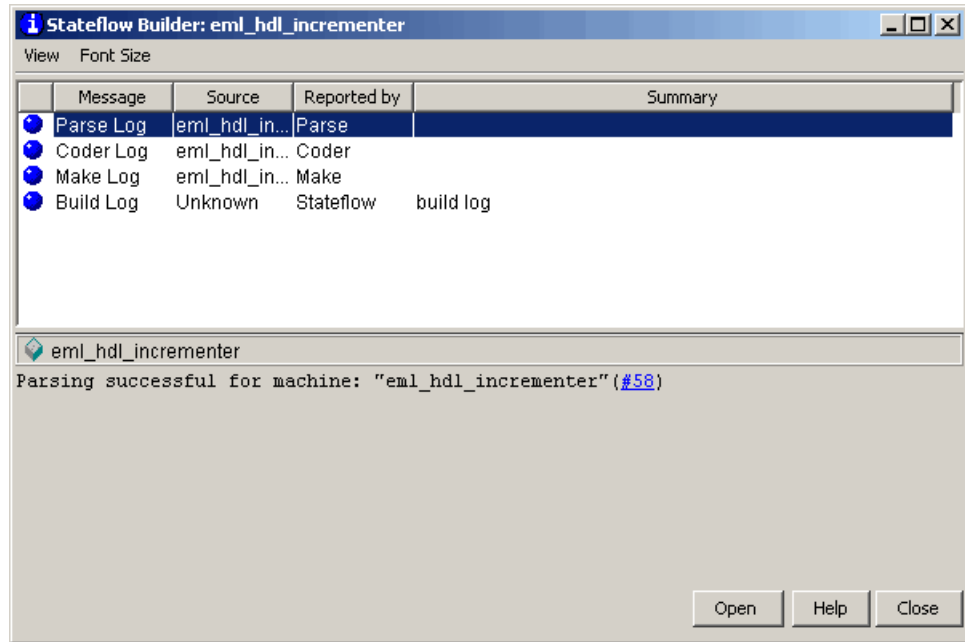 Stateflow Builder: eml_hdl_incrementer
View Font Size
Message Source Reported by Summary
Parse Log eml_hdl_in... Parse
Coder Log eml_hdl_in... Coder
Make Log eml_hdl_in... Make
Build Log Unknown Stateflow build log
eml_hdl_incrementer
Parsing successful for machine: "eml_hdl_incrementer"(#58)
Open Help Close